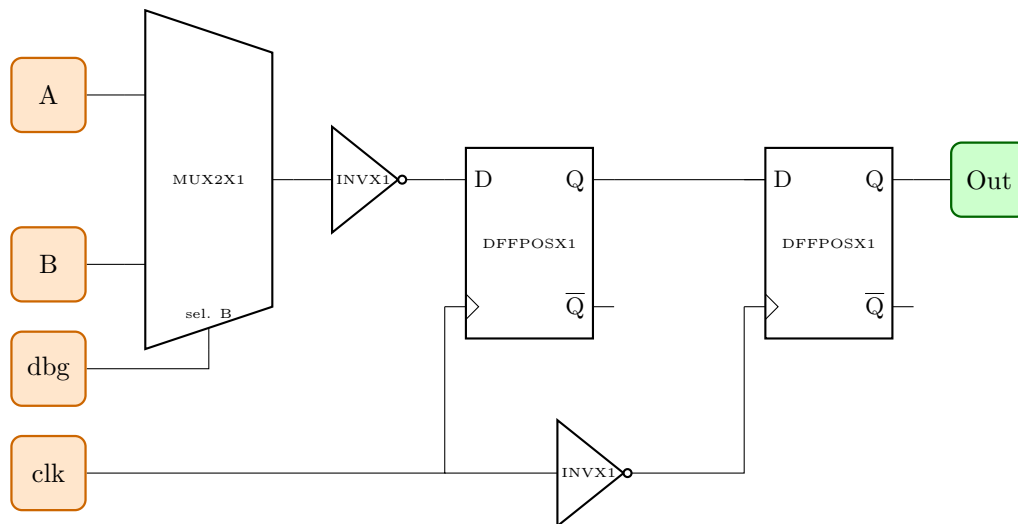 A
MUX2X1
INVX1
D
Q
DFFPOSX1
Q̅
D
Q
DFFPOSX1
Q̅
Out
B
sel. B
dbg
clk
INVX1